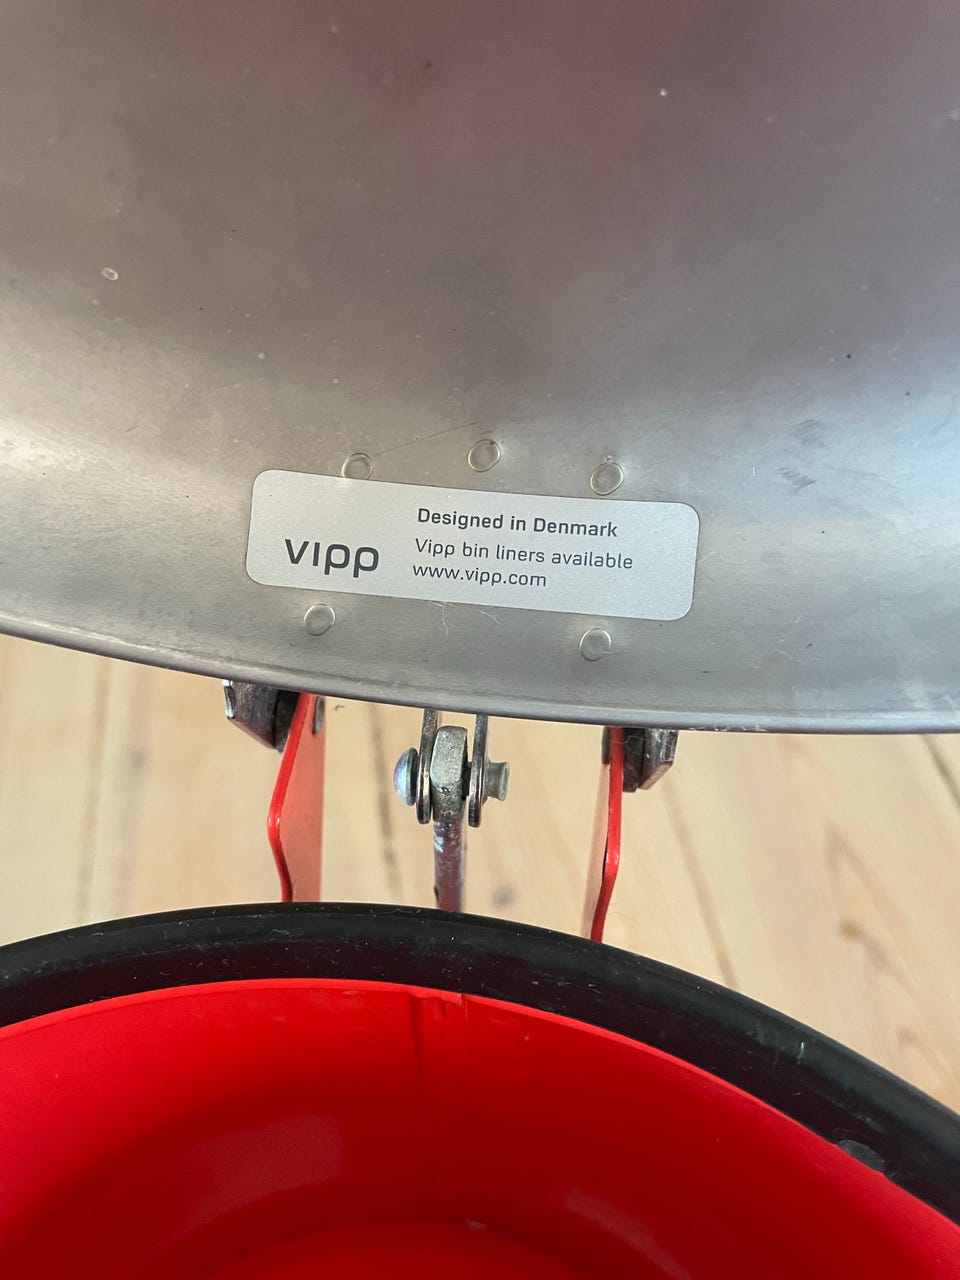 vipp
Designed in Denmark
Vipp bin liners available
www.vipp.com